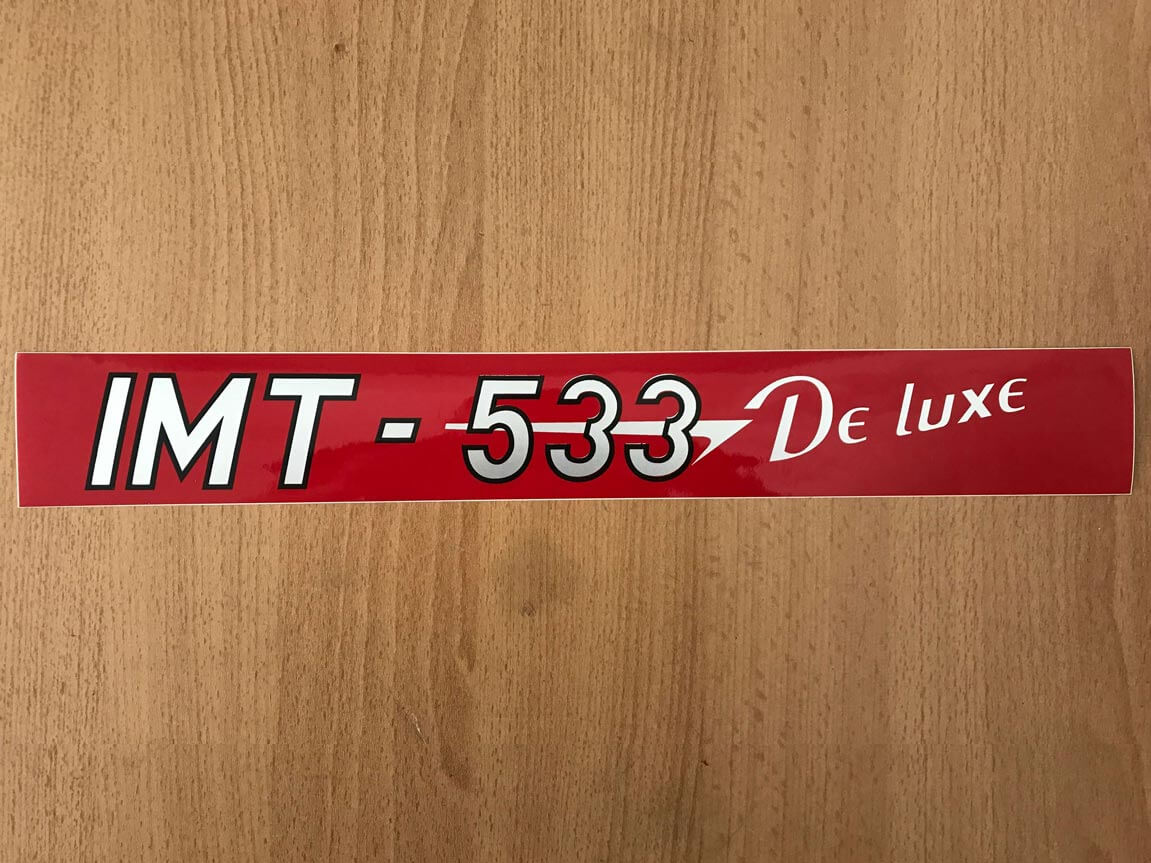 IMT - 533 De luxe